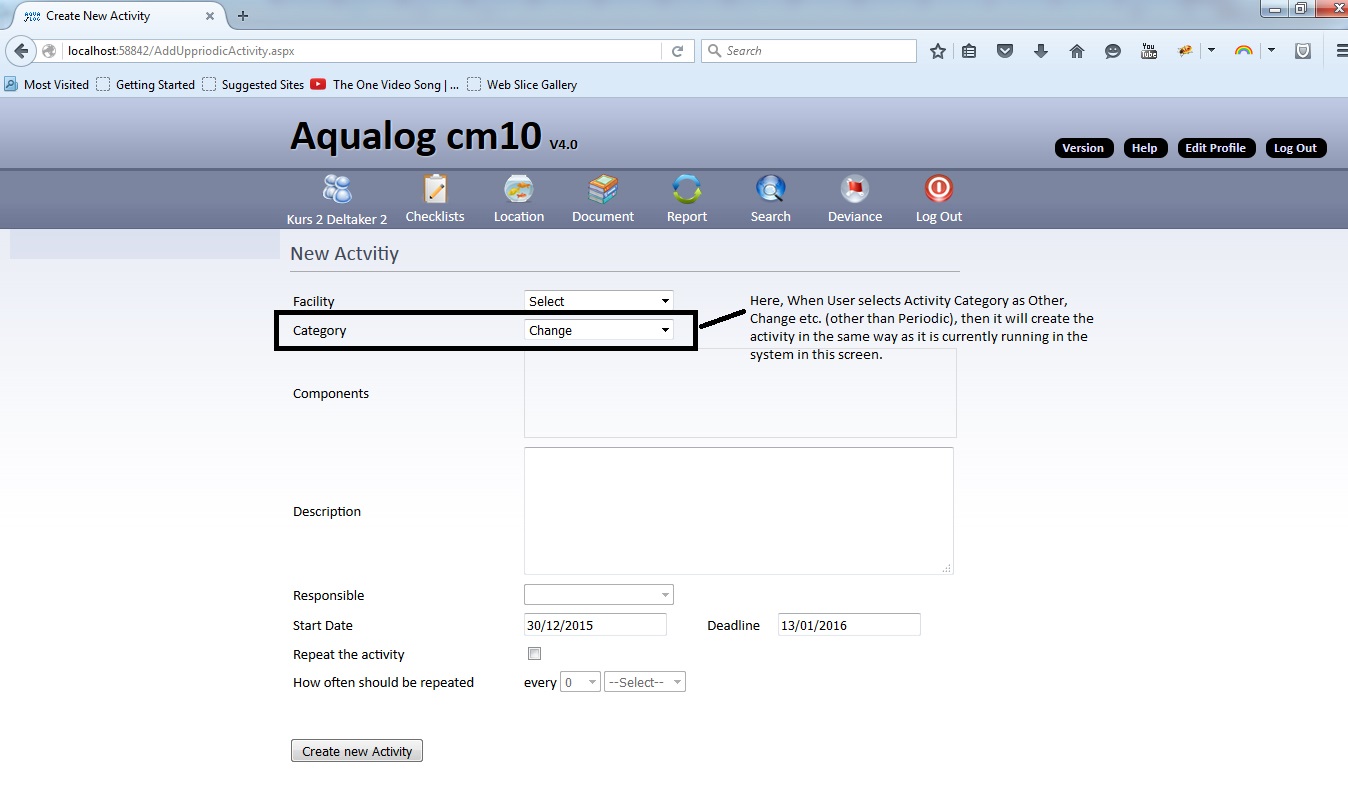 Create New Activity
localhost:58842/AddUppriodicActivity.aspx
Search
You
Tube
Most Visited
Getting Started
Suggested Sites
The One Video Song | ...
Web Slice Gallery
Aqualog cm10 V4.0
Version
Help
Edit Profile
Log Out
Kurs 2 Deltaker 2
Checklists
Location
Document
Report
Search
Deviance
Log Out
New Actvitiy
Facility
Select
Category
Change
Here, When User selects Activity Category as Other,
Change etc. (other than Periodic), then it will create the
activity in the same way as it is currently running in the
system in this screen.
Components
Description
Responsible
Start Date
30/12/2015
Deadline
13/01/2016
Repeat the activity
How often should be repeated
every
0
--Select--
Create new Activity